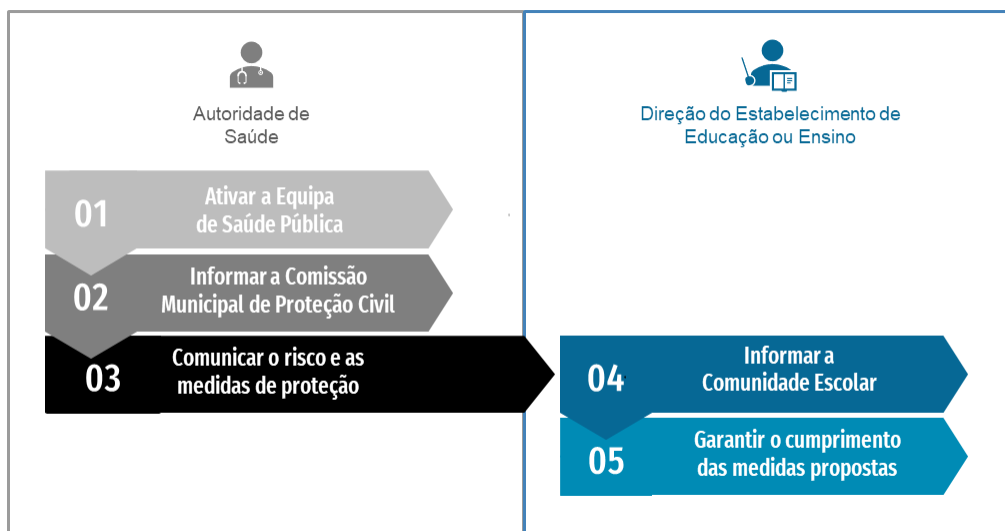 Autoridade de
Saúde
Direção do Estabelecimento de
Educação ou Ensino
01
Ativar a Equipa
de Saúde Pública
02
Informar a Comissão
Municipal de Proteção Civil
03
Comunicar o risco e as
medidas de proteção
04
Informar a
Comunidade Escolar
05
Garantir o cumprimento
das medidas propostas